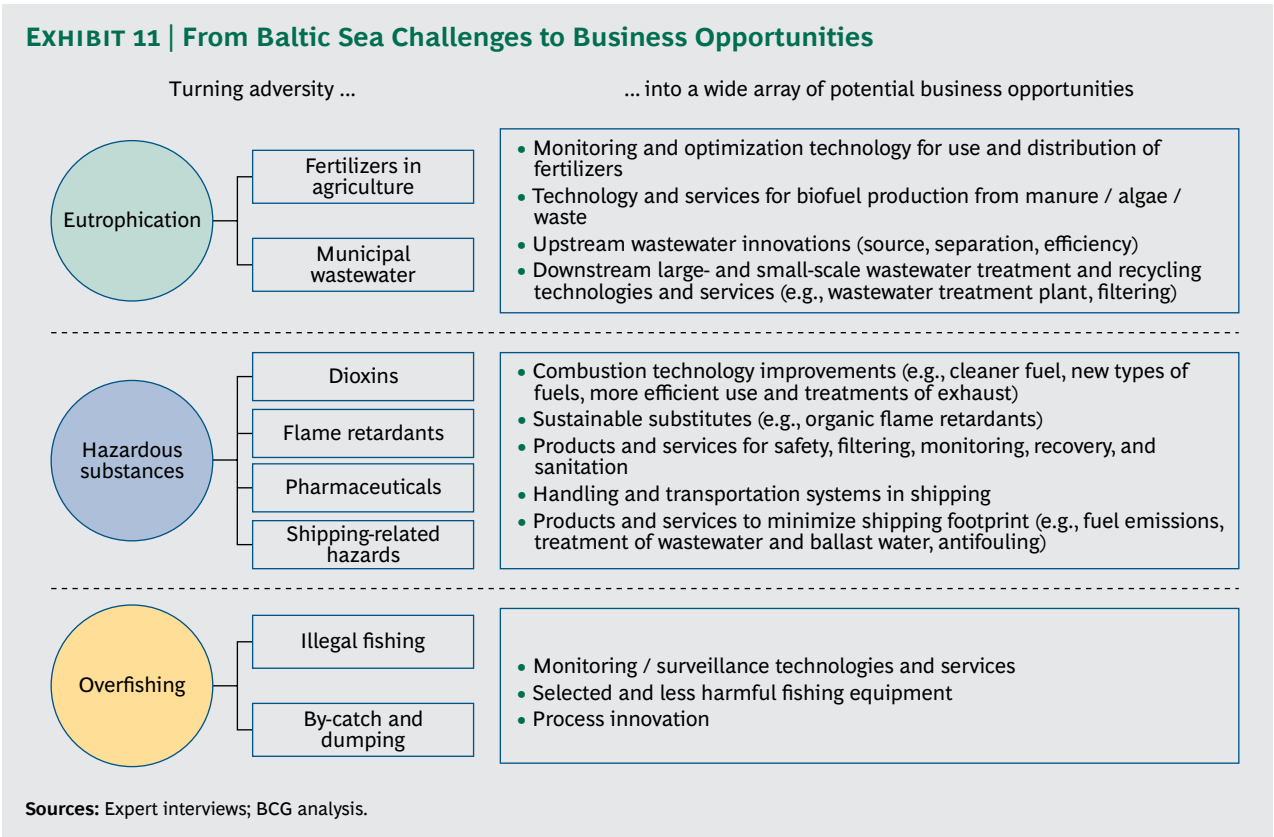 EXHIBIT 11 | From Baltic Sea Challenges to Business Opportunities
Turning adversity ...
... into a wide array of potential business opportunities
Eutrophication
Fertilizers in
agriculture
Municipal
wastewater
• Monitoring and optimization technology for use and distribution of
fertilizers
• Technology and services for biofuel production from manure / algae /
waste
• Upstream wastewater innovations (source, separation, efficiency)
• Downstream large- and small-scale wastewater treatment and recycling
technologies and services (e.g., wastewater treatment plant, filtering)
Hazardous
substances
Dioxins
Flame retardants
Pharmaceuticals
Shipping-related
hazards
• Combustion technology improvements (e.g., cleaner fuel, new types of
fuels, more efficient use and treatments of exhaust)
• Sustainable substitutes (e.g., organic flame retardants)
• Products and services for safety, filtering, monitoring, recovery, and
sanitation
• Handling and transportation systems in shipping
• Products and services to minimize shipping footprint (e.g., fuel emissions,
treatment of wastewater and ballast water, antifouling)
Overfishing
Illegal fishing
By-catch and
dumping
• Monitoring / surveillance technologies and services
• Selected and less harmful fishing equipment
• Process innovation
Sources: Expert interviews; BCG analysis.